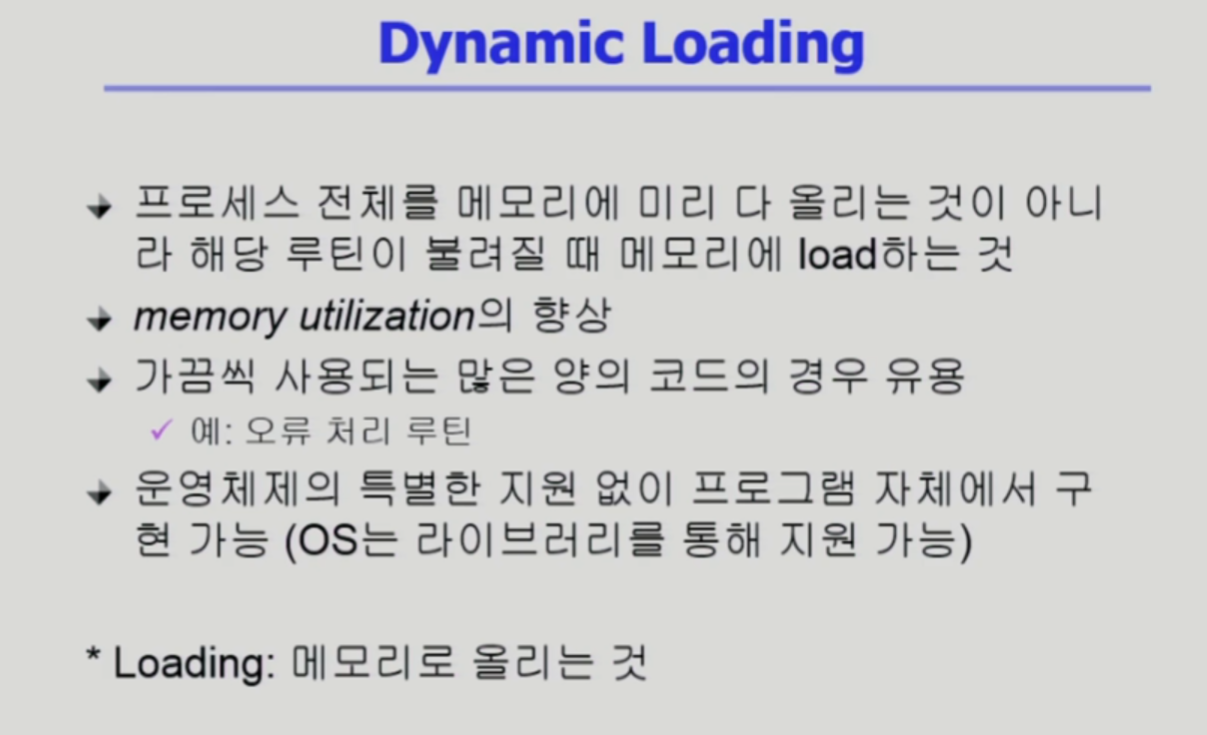 Dynamic Loading
프로세스 전체를 메모리에 미리 다 올리는 것이 아니
라 해당 루틴이 불려질 때 메모리에 load하는 것
memory utilization의 향상
가끔씩 사용되는 많은 양의 코드의 경우 유용
✓ 예: 오류 처리 루틴
운영체제의 특별한 지원 없이 프로그램 자체에서 구
현 가능 (OS는 라이브러리를 통해 지원 가능)
* Loading: 메모리로 올리는 것